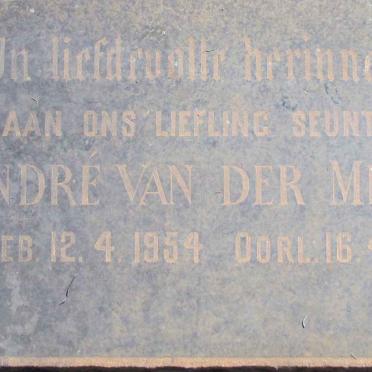 In liefdevolle herinne
AAN ONS LIEFLING SEUNT
NDRÉ VAN DER M
EB. 12. 4. 1954 OORL. 16.